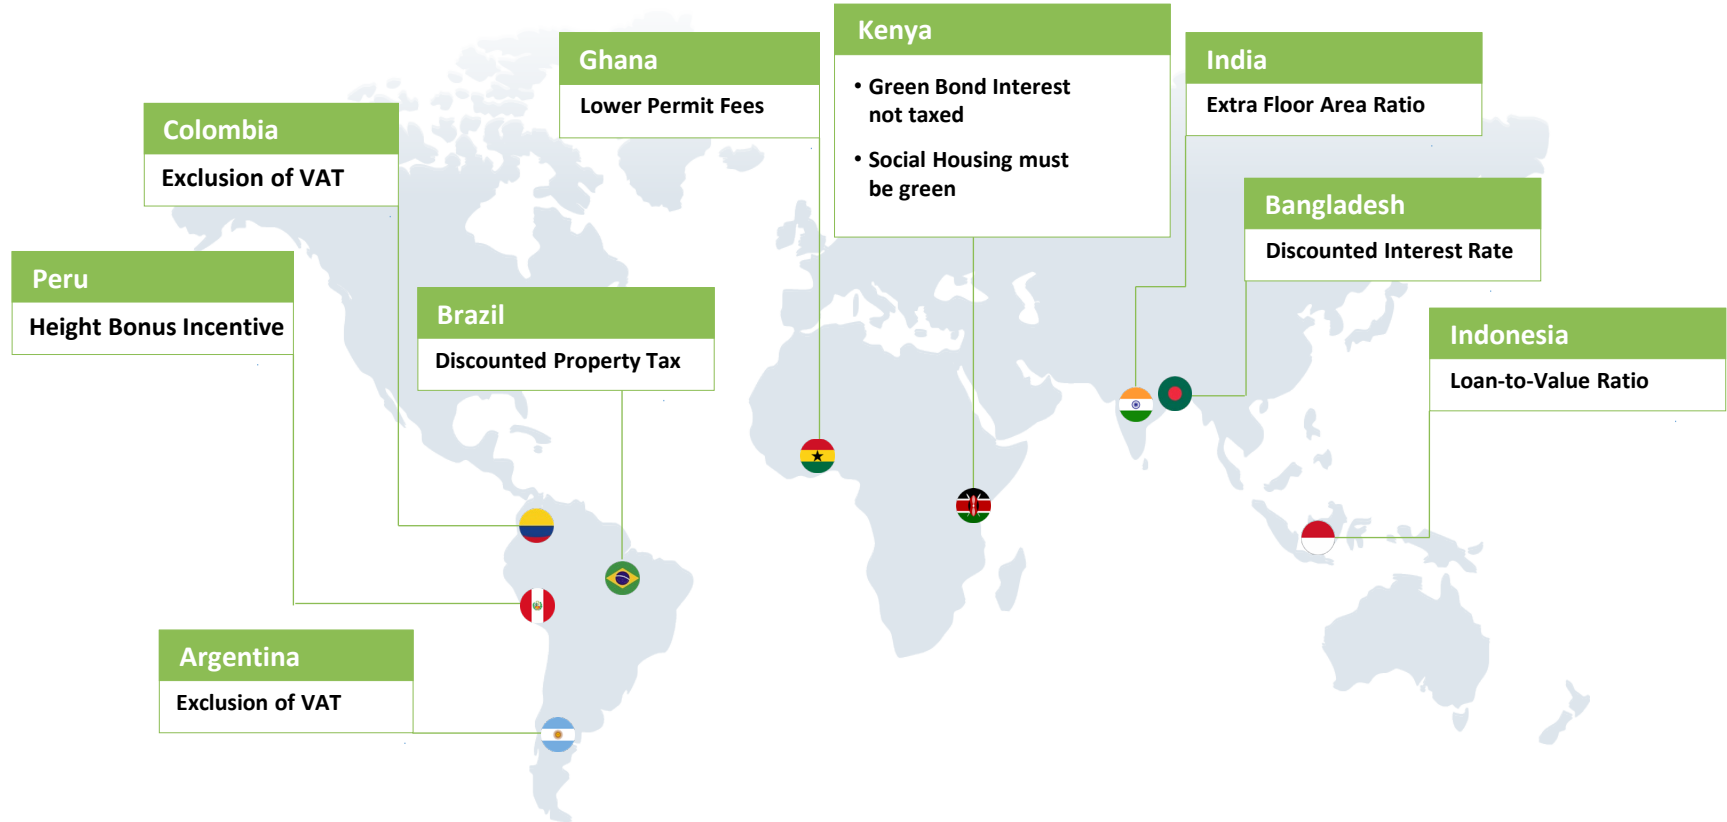 Kenya
• Green Bond Interest
not taxed
• Social Housing must
be green
Ghana
Lower Permit Fees
India
Extra Floor Area Ratio
Colombia
Exclusion of VAT
Bangladesh
Discounted Interest Rate
Peru
Height Bonus Incentive
Brazil
Discounted Property Tax
Indonesia
Loan-to-Value Ratio
Argentina
Exclusion of VAT